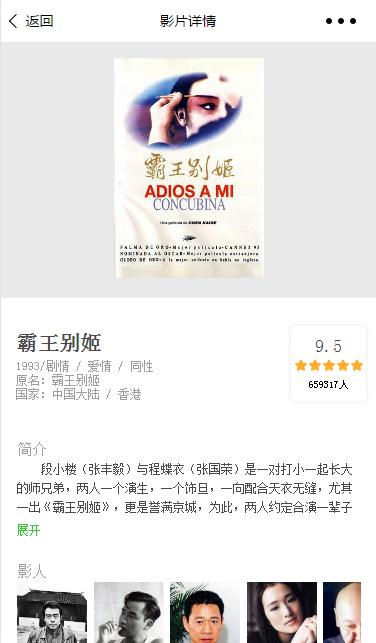 返回
影片详情
霸王别姬
ADIOS A MI
CONCUBINA
Una película de CHEN KAIGE
PALMA DE ORO-Mejor película-CANNES 93
NOMINADA AL OSCAR-Mejor película extranjera
GLOBO DE ORO-A la mejor película en habla no inglesa
霸王别姬
9.5
1993/剧情 / 爱情 / 同性
原名：霸王别姬
659317人
国家：中国大陆 / 香港
简介
段小楼（张丰毅）与程蝶衣（张国荣）是一对打小一起长大
的师兄弟，两人一个演生，一个饰旦，一向配合天衣无缝，尤其
一出《霸王别姬》，更是誉满京城，为此，两人约定合演一辈子
展开
影人